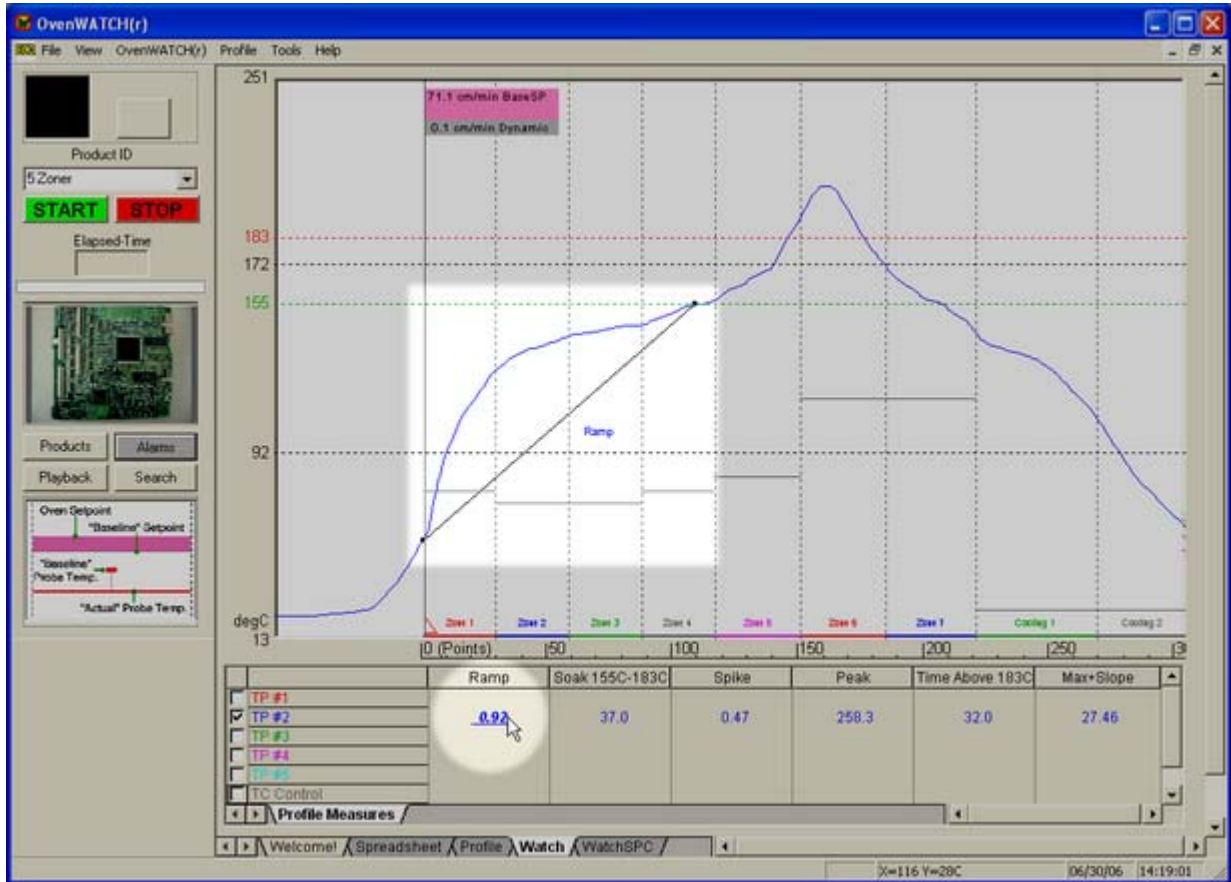 OvenWATCH(r)
File View OvenWATCH(r) Profile Tools Help
Product ID
5 Zoner
START STOP
Elapsed-Time
Products Alarms
Playback Search
Oven Setpoint
"Baseline" Setpoint
"Baseline"
Probe Temp.
"Actual" Probe Temp.
251
71.1 cm/min BaseSP
0.1 cm/min Dynamic
183
172
155
Ramp
92
degC
13
Zone 1 Zone 2 Zone 3 Zone 4 Zone 5 Zone 6 Zone 7 Cooling 1 Cooling 2
0 (Points) 50 100 150 200 250
Ramp Soak 155C-183C Spike Peak Time Above 183C Max+Slope
TP #1
TP #2 0.92 37.0 0.47 258.3 32.0 27.46
TP #3
TP #4
TP #5
TC Control
Profile Measures
Welcome! Spreadsheet Profile Watch WatchSPC
X=116 Y=28C 06/30/06 14:19:01